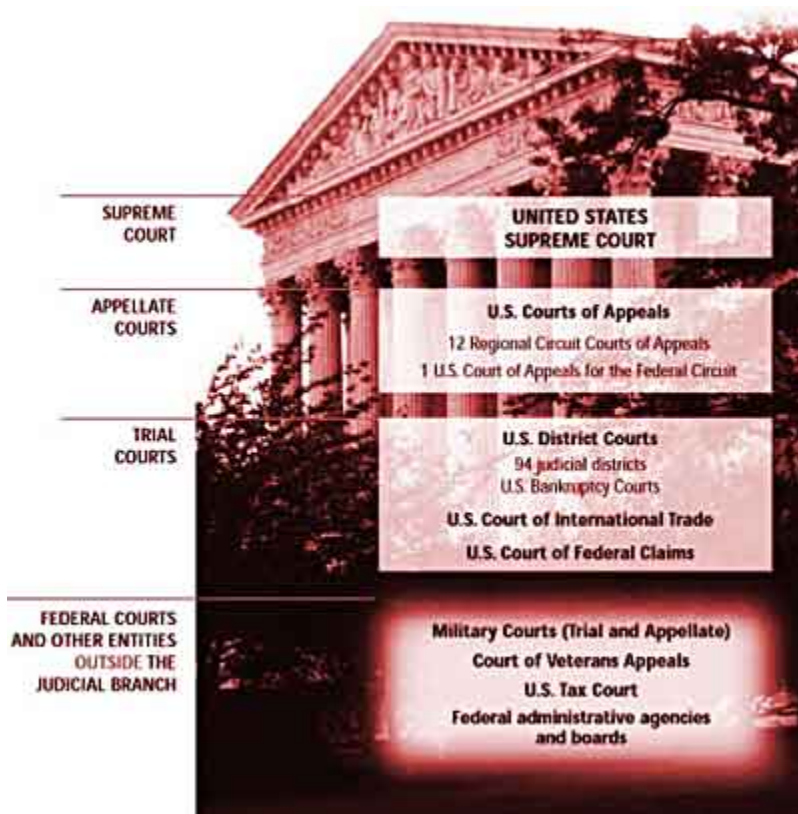 SUPREME
COURT
UNITED STATES
SUPREME COURT
APPELLATE
COURTS
U.S. Courts of Appeals
12 Regional Circuit Courts of Appeals
1 U.S. Court of Appeals for the Federal Circuit
TRIAL
COURTS
U.S. District Courts
94 judicial districts
U.S. Bankruptcy Courts
U.S. Court of International Trade
U.S. Court of Federal Claims
FEDERAL COURTS
AND OTHER ENTITIES
OUTSIDE THE
JUDICIAL BRANCH
Military Courts (Trial and Appellate)
Court of Veterans Appeals
U.S. Tax Court
Federal administrative agencies
and boards